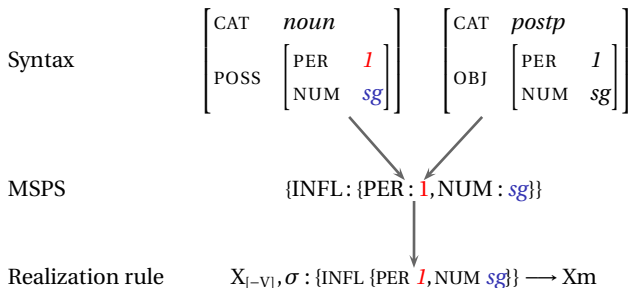 CAT noun CAT postp
Syntax POSS PER 1 OBJ PER 1
NUM sg NUM sg
MSPS {INFL : {PER : 1, NUM : sg}}
Realization rule X[−V], σ : {INFL {PER 1, NUM sg}} ⟶ Xm